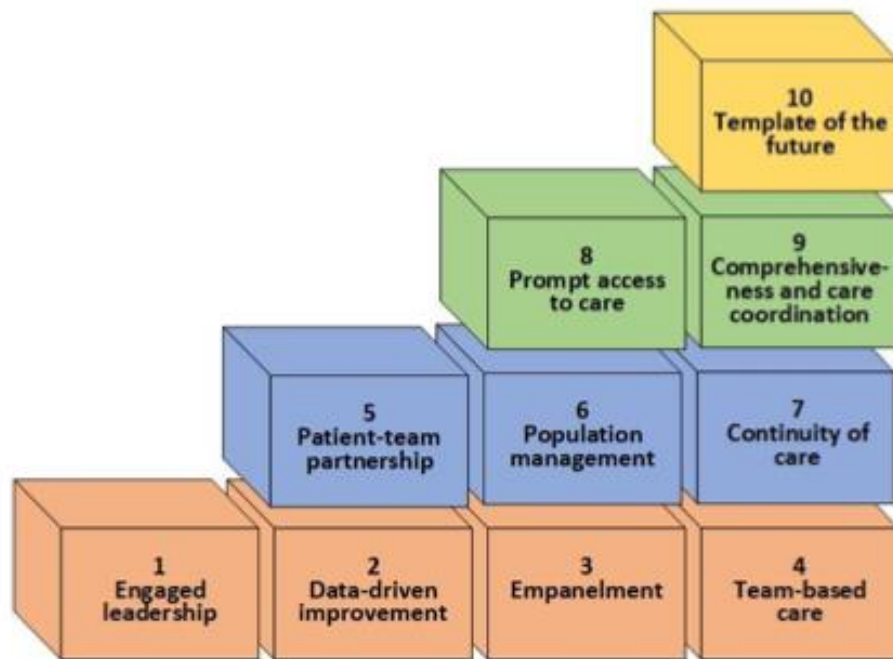 10
Template of the
future
8
Prompt access
to care
9
Comprehensive-
ness and care
coordination
5
Patient-team
partnership
6
Population
management
7
Continuity of
care
1
Engaged
leadership
2
Data-driven
improvement
3
Empanelment
4
Team-based
care